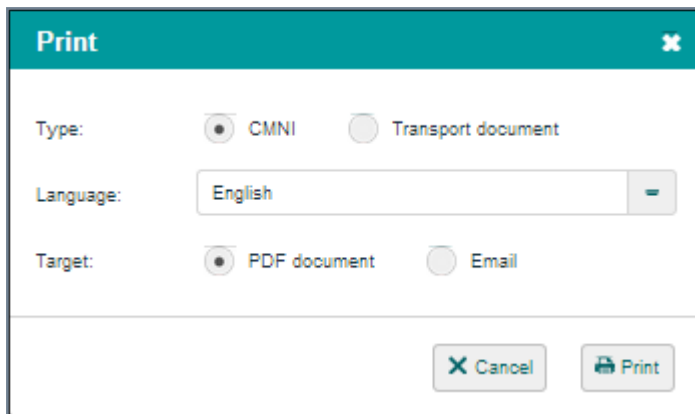 Print
Type: CMNI Transport document
Language: English
Target: PDF document Email
Cancel Print